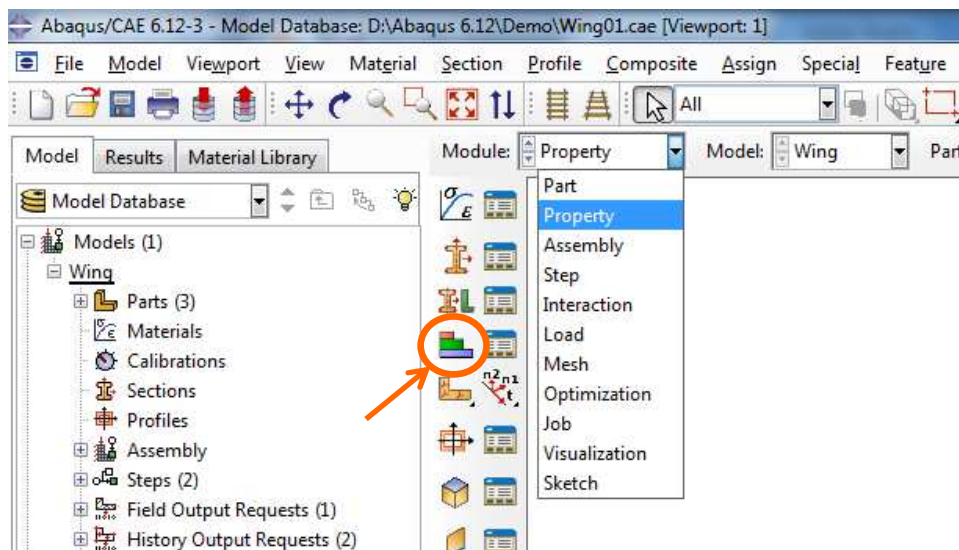 Abaqus/CAE 6.12-3 - Model Database: D:\Abaqus 6.12\Demo\Wing01.cae [Viewport: 1]
File Model Viewport View Material Section Profile Composite Assign Special Feature
All
Model Results Material Library
Module: Property Model: Wing Part
Model Database
Part
Property
Assembly
Step
Interaction
Load
Mesh
Optimization
Job
Visualization
Sketch
Models (1)
Wing
Parts (3)
Materials
Calibrations
Sections
Profiles
Assembly
Steps (2)
Field Output Requests (1)
History Output Requests (2)
σ
ε
n2 n1
t